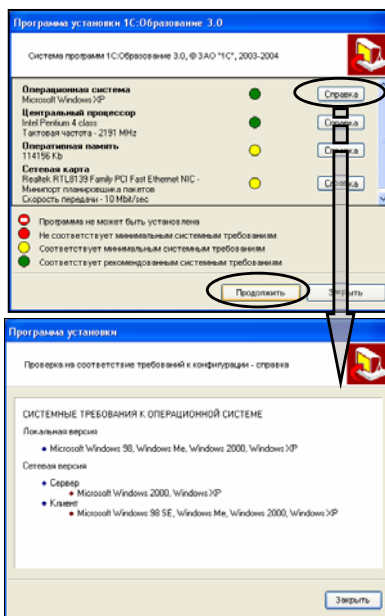 Программа установки 1С:Образование 3.0
Система программ 1С:Образование 3.0, © ЗАО "1С", 2003-2004
Операционная система
Microsoft Windows XP
Справка
Центральный процессор
Intel Pentium 4 class
Тактовая частота - 2191 MHz
Справка
Оперативная память
114156 Kb
Справка
Сетевая карта
Realtek RTL8139 Family PCI Fast Ethernet NIC -
Минипорт планировщика пакетов
Скорость передачи - 10 Mbit/sec
Справка
Программа не может быть установлена
Не соответствует минимальным системным требованиям
Соответствует минимальным системным требованиям
Соответствует рекомендованным системным требованиям
Продолжить
Закрыть
Программа установки
Проверка на соответствие требований к конфигурации - справка
СИСТЕМНЫЕ ТРЕБОВАНИЯ К ОПЕРАЦИОННОЙ СИСТЕМЕ
Локальная версия
Microsoft Windows 98, Windows Me, Windows 2000, Windows XP
Сетевая версия
Сервер
Microsoft Windows 2000, Windows XP
Клиент
Microsoft Windows 98 SE, Windows Me, Windows 2000, Windows XP
Закрыть